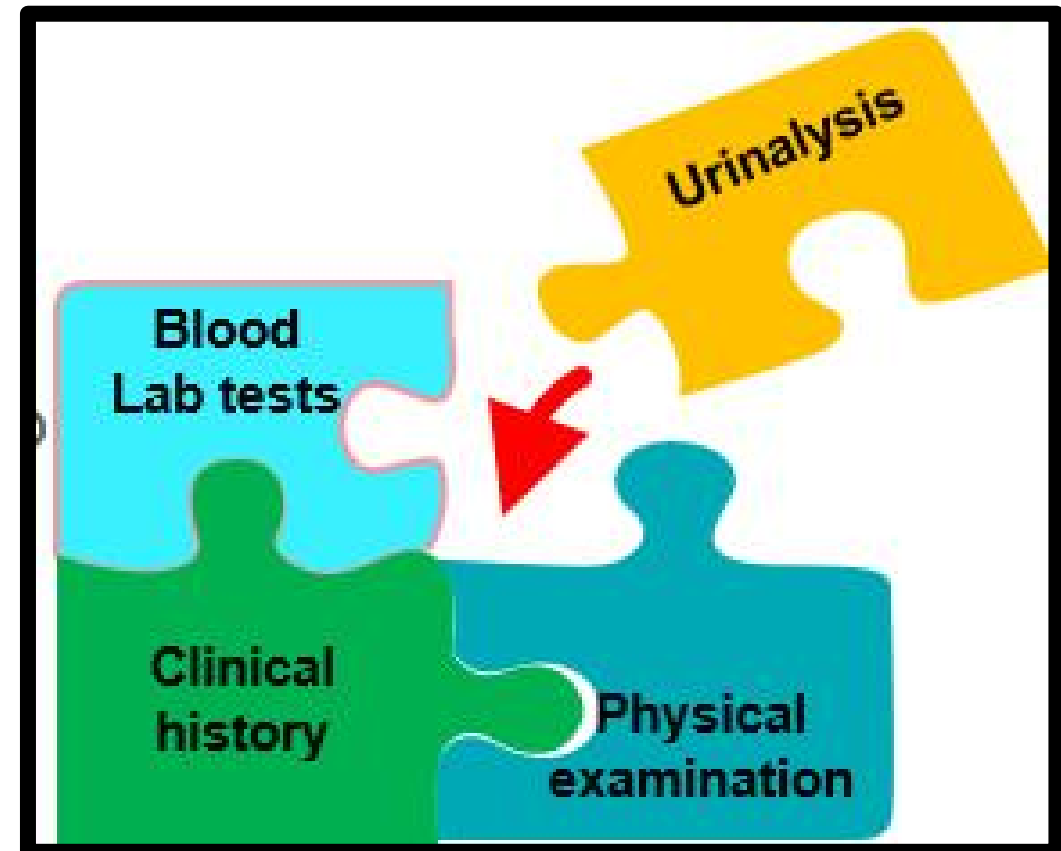 Urinalysis
Blood
Lab tests
Clinical
history
Physical
examination